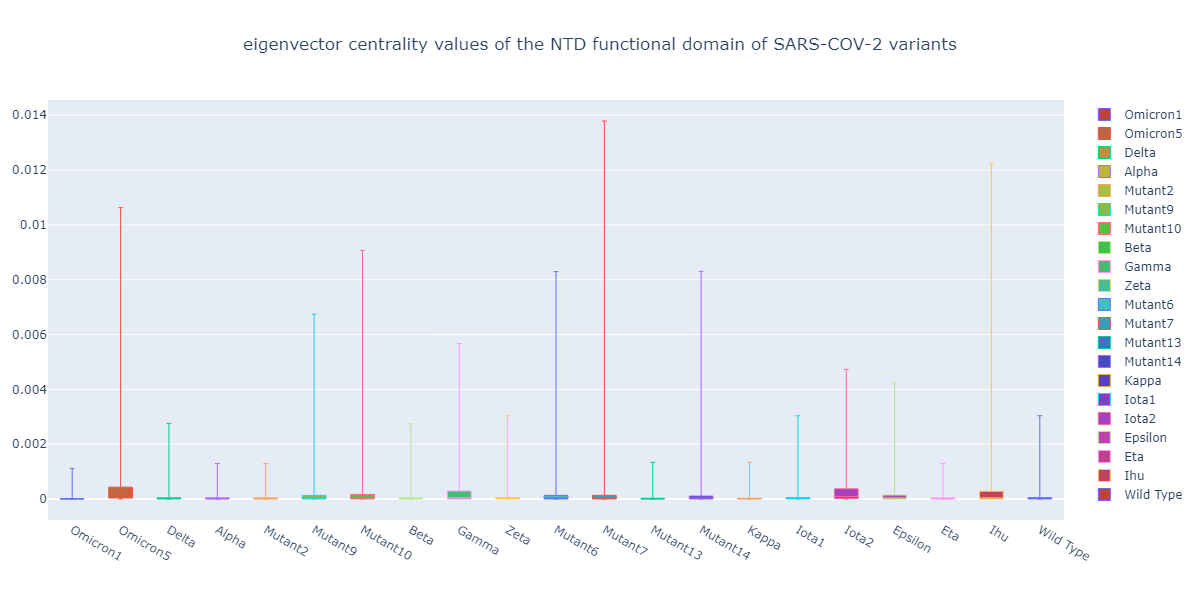 eigenvector centrality values of the NTD functional domain of SARS-COV-2 variants
0.014
0.012
0.01
0.008
0.006
0.004
0.002
0
Omicron1
Omicron5
Delta
Alpha
Mutant2
Mutant9
Mutant10
Beta
Gamma
Zeta
Mutant6
Mutant7
Mutant13
Mutant14
Kappa
Iota1
Iota2
Epsilon
Eta
Ihu
Wild Type
Omicron1
Omicron5
Delta
Alpha
Mutant2
Mutant9
Mutant10
Beta
Gamma
Zeta
Mutant6
Mutant7
Mutant13
Mutant14
Kappa
Iota1
Iota2
Epsilon
Eta
Ihu
Wild Type